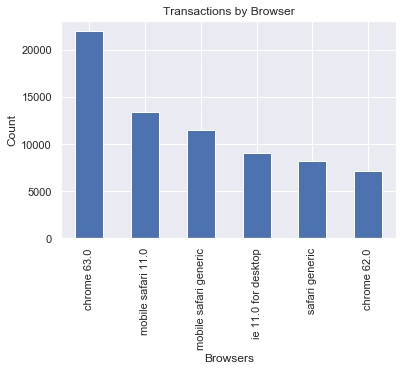 Transactions by Browser
Count
20000
15000
10000
5000
0
chrome 63.0
mobile safari 11.0
mobile safari generic
ie 11.0 for desktop
safari generic
chrome 62.0
Browsers